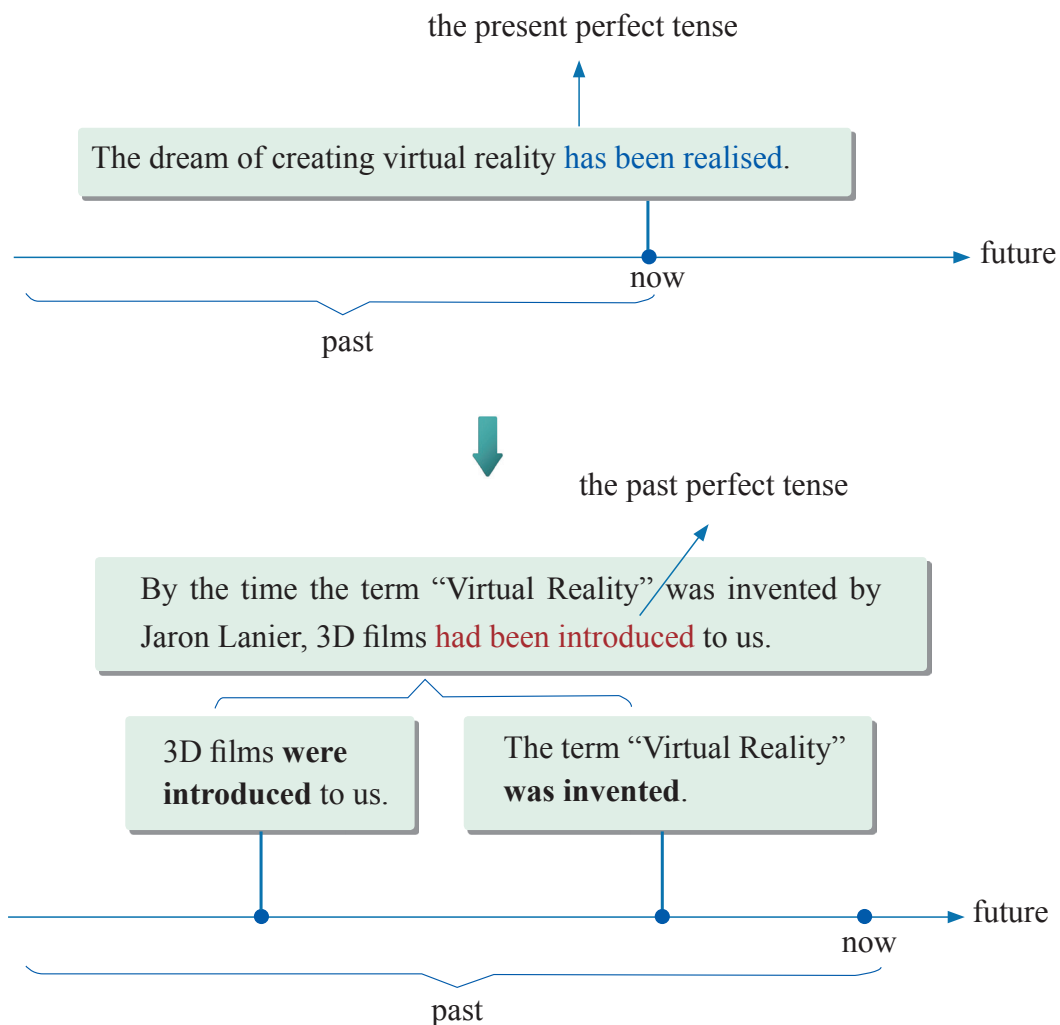 the present perfect tense
The dream of creating virtual reality has been realised.
future
now
past
the past perfect tense
By the time the term “Virtual Reality” was invented by
Jaron Lanier, 3D films had been introduced to us.
3D films were
introduced to us.
The term “Virtual Reality”
was invented.
future
now
past